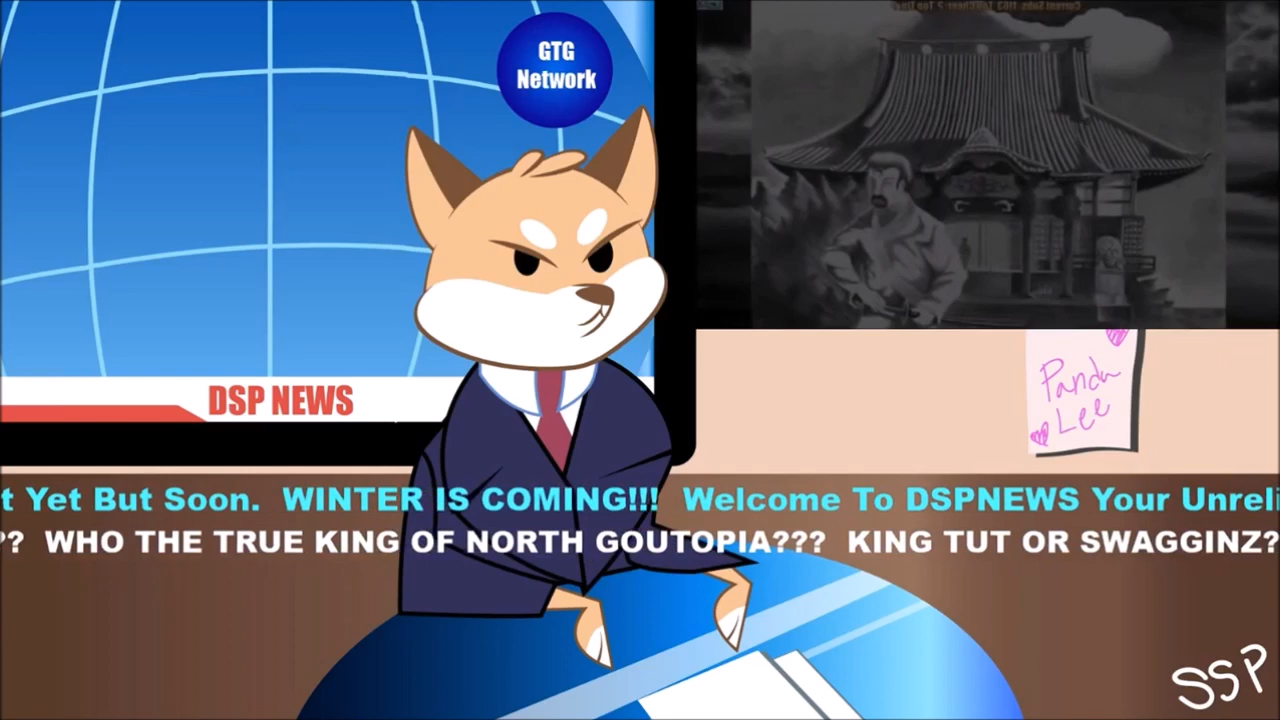 GTG
Network
DSP NEWS
Panda
Lee
t Yet But Soon.  WINTER IS COMING!!!  Welcome To DSPNEWS Your Unreli
??  WHO THE TRUE KING OF NORTH GOUTOPIA???  KING TUT OR SWAGGINZ?
SSP